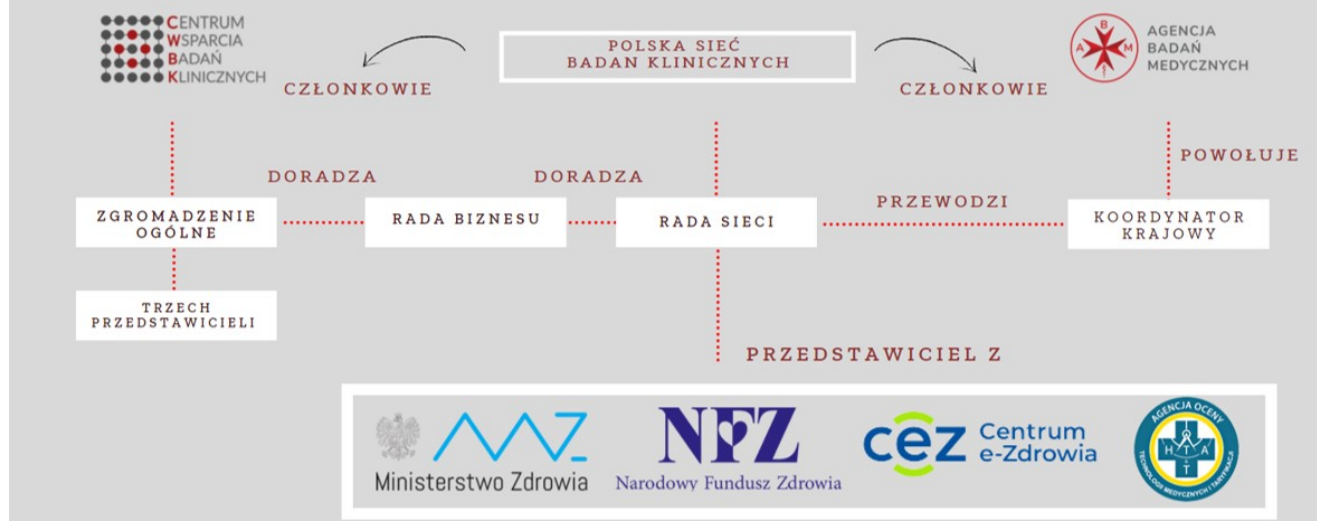 CENTRUM
WSPARCIA
BADAŃ
KLINICZNYCH
CZŁONKOWIE
POLSKA SIEĆ
BADAN KLINICZNYCH
CZŁONKOWIE
A B M
AGENCJA
BADAŃ
MEDYCZNYCH
POWOŁUJE
DORADZA
DORADZA
PRZEWODZI
ZGROMADZENIE
OGÓLNE
RADA BIZNESU
RADA SIECI
KOORDYNATOR
KRAJOWY
TRZECH
PRZEDSTAWICIELI
PRZEDSTAWICIEL Z
MZ
Ministerstwo Zdrowia
NFZ
Narodowy Fundusz Zdrowia
cez
Centrum
e-Zdrowia
AGENCJA OCENY
HTA
T
TECHNOLOGII MEDYCZNYCH I TARYFIKACJI